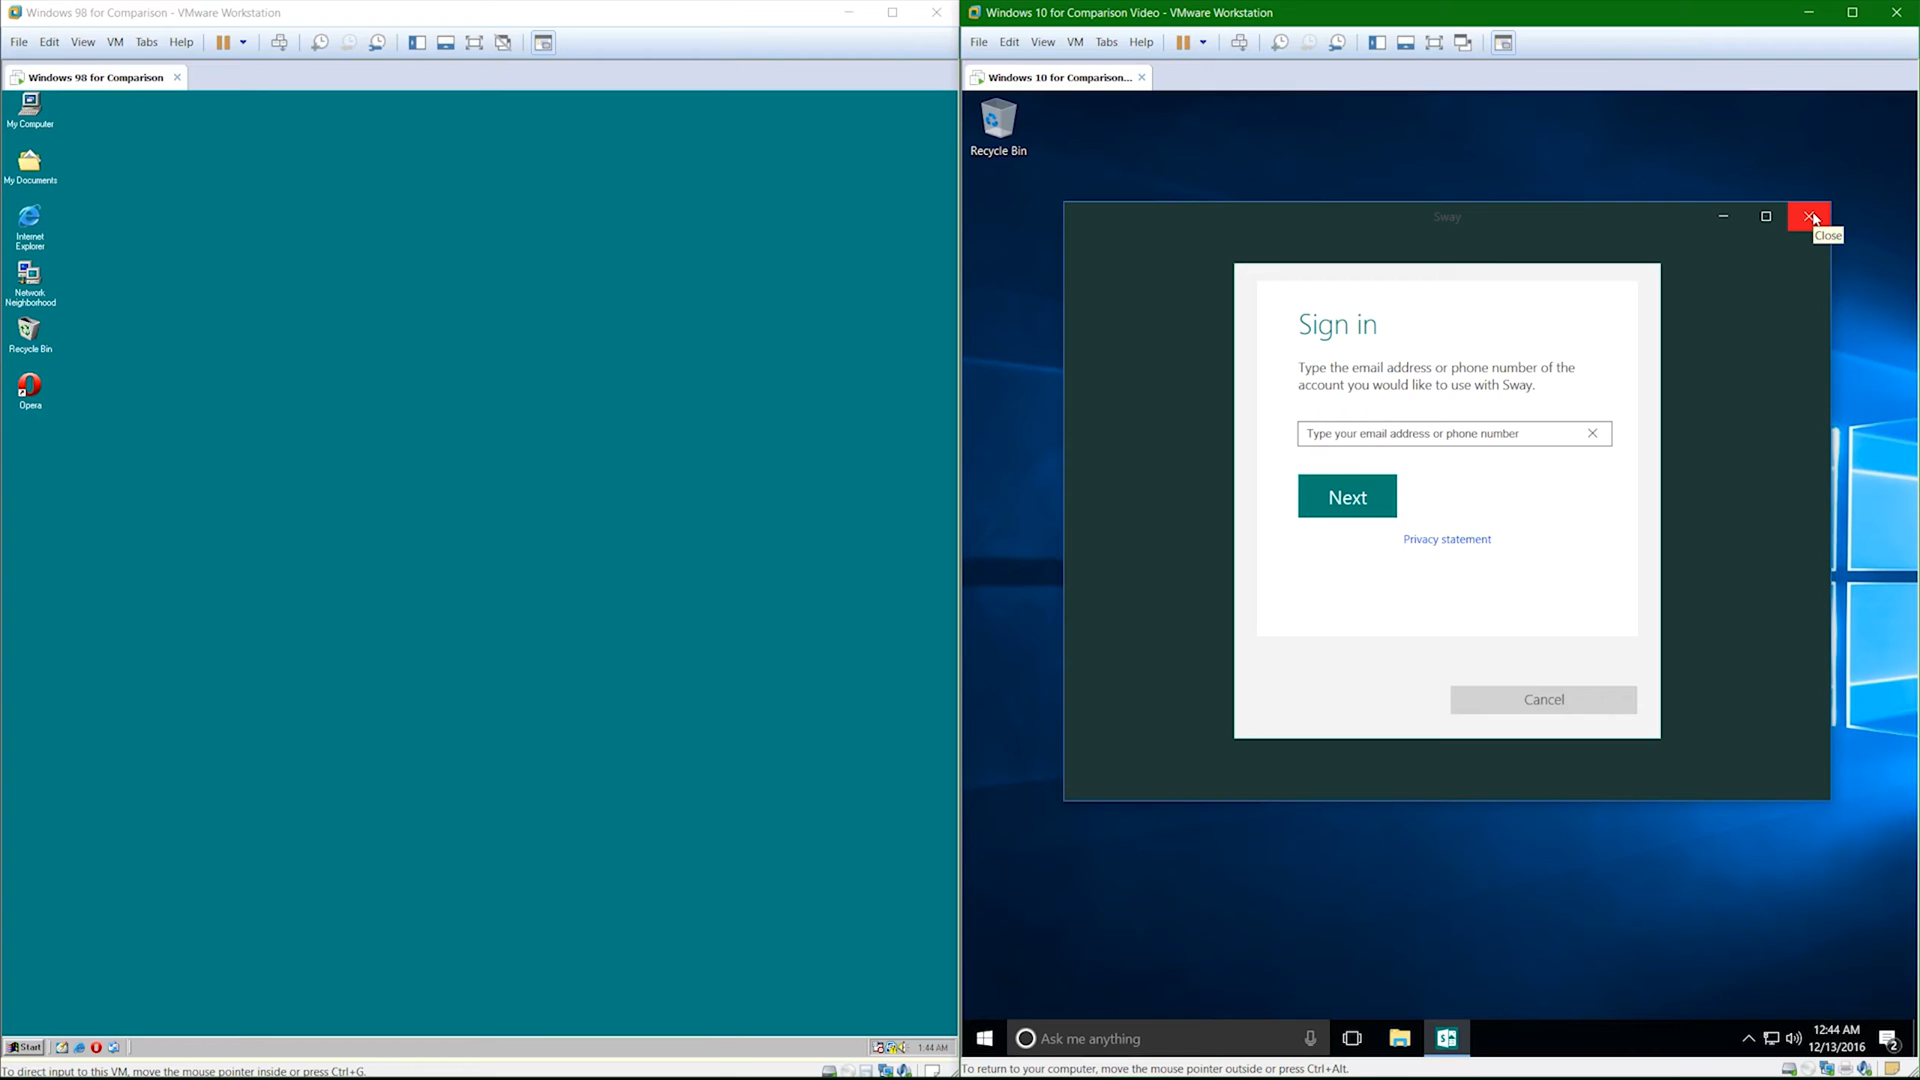 Windows 98 for Comparison - VMware Workstation
File Edit View VM Tabs Help
Windows 98 for Comparison
My Computer
My Documents
Internet
Explorer
Network
Neighborhood
Recycle Bin
Opera
Start
1:44 AM
To direct input to this VM, move the mouse pointer inside or press Ctrl+G.
Windows 10 for Comparison Video - VMware Workstation
File Edit View VM Tabs Help
Windows 10 for Comparison...
Recycle Bin
Sway
Close
Sign in
Type the email address or phone number of the
account you would like to use with Sway.
Type your email address or phone number
Next
Privacy statement
Cancel
Ask me anything
12:44 AM
12/13/2016
2
To return to your computer, move the mouse pointer outside or press Ctrl+Alt.